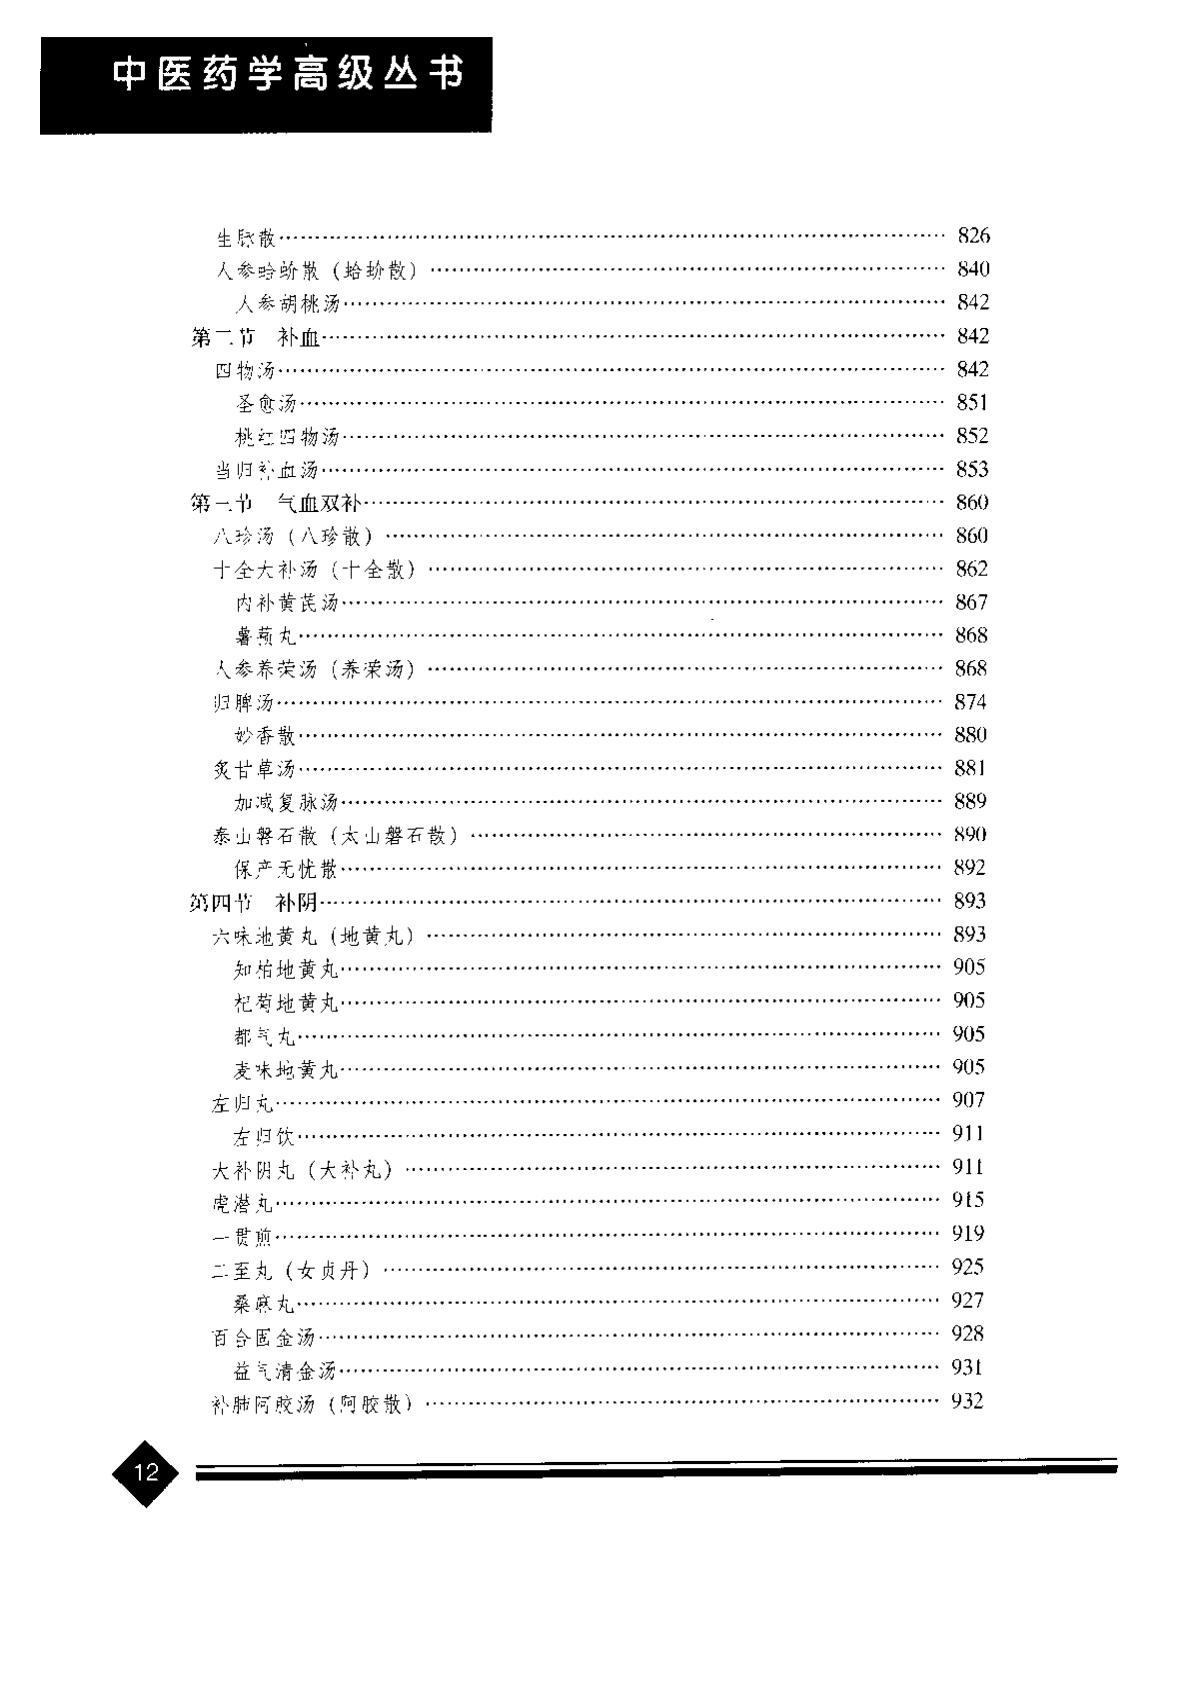 中医药学高级丛书
生脉散…… 826
人参蛤蚧散（蛤蚧散）…… 840
人参胡桃汤…… 842
第二节　补血…… 842
四物汤…… 842
圣愈汤…… 851
桃红四物汤…… 852
当归补血汤…… 853
第三节　气血双补…… 860
八珍汤（八珍散）…… 860
十全大补汤（十全散）…… 862
内补黄芪汤…… 867
薯蓣丸…… 868
人参养荣汤（养荣汤）…… 868
归脾汤…… 874
妙香散…… 880
炙甘草汤…… 881
加减复脉汤…… 889
泰山磐石散（太山磐石散）…… 890
保产无忧散…… 892
第四节　补阴…… 893
六味地黄丸（地黄丸）…… 893
知柏地黄丸…… 905
杞菊地黄丸…… 905
都气丸…… 905
麦味地黄丸…… 905
左归丸…… 907
左归饮…… 911
大补阴丸（大补丸）…… 911
虎潜丸…… 915
一贯煎…… 919
二至丸（女贞丹）…… 925
桑麻丸…… 927
百合固金汤…… 928
益气清金汤…… 931
补肺阿胶汤（阿胶散）…… 932
12